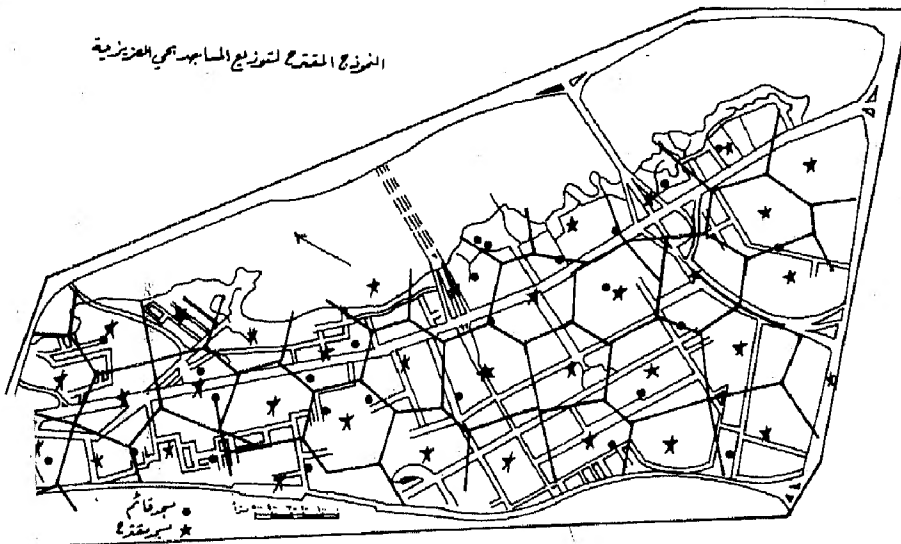 النموذج المقترح لتوزيع المساجد بحي العزيزية
مسجد قائم
مسجد مقترح